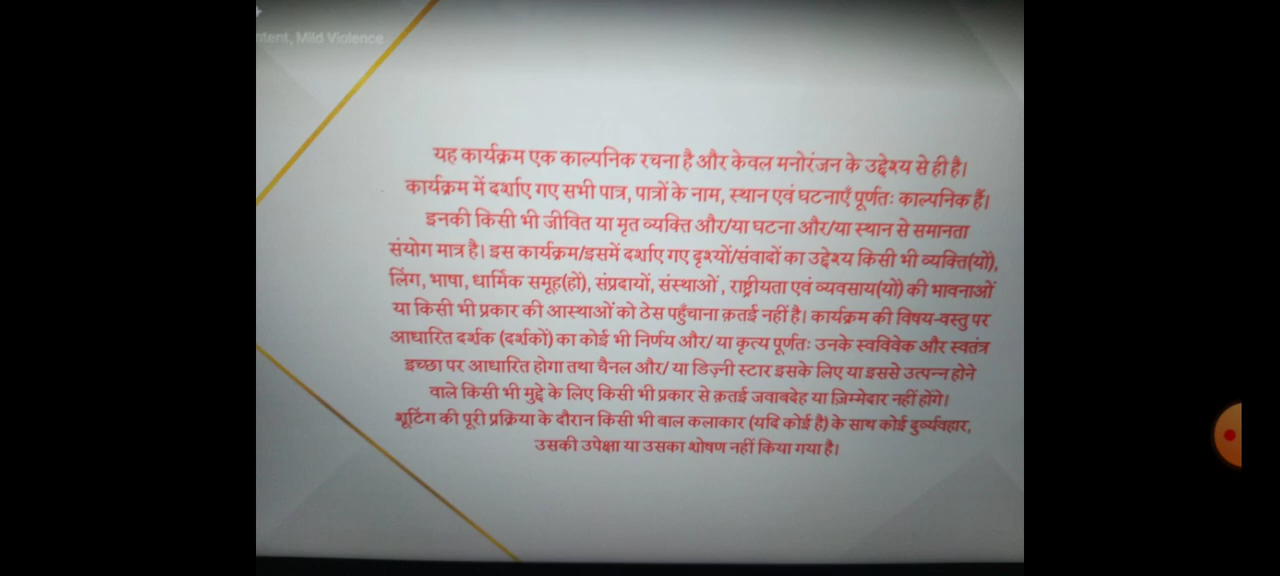 ntent, Mild Violence
यह कार्यक्रम एक काल्पनिक रचना है और केवल मनोरंजन के उद्देश्य से ही है।
कार्यक्रम में दर्शाए गए सभी पात्र, पात्रों के नाम, स्थान एवं घटनाएँ पूर्णतः काल्पनिक हैं।
इनकी किसी भी जीवित या मृत व्यक्ति और/या घटना और/या स्थान से समानता
संयोग मात्र है। इस कार्यक्रम/इसमें दर्शाए गए दृश्यों/संवादों का उद्देश्य किसी भी व्यक्ति(यों),
लिंग, भाषा, धार्मिक समूह(हों), संप्रदायों, संस्थाओं, राष्ट्रीयता एवं व्यवसाय(यों) की भावनाओं
या किसी भी प्रकार की आस्थाओं को ठेस पहुँचाना क़तई नहीं है। कार्यक्रम की विषय-वस्तु पर
आधारित दर्शक (दर्शकों) का कोई भी निर्णय और/ या कृत्य पूर्णतः उनके स्वविवेक और स्वतंत्र
इच्छा पर आधारित होगा तथा चैनल और/ या डिज़्नी स्टार इसके लिए या इससे उत्पन्न होने
वाले किसी भी मुद्दे के लिए किसी भी प्रकार से क़तई जवाबदेह या ज़िम्मेदार नहीं होंगे।
शूटिंग की पूरी प्रक्रिया के दौरान किसी भी बाल कलाकार (यदि कोई है) के साथ कोई दुर्व्यवहार,
उसकी उपेक्षा या उसका शोषण नहीं किया गया है।